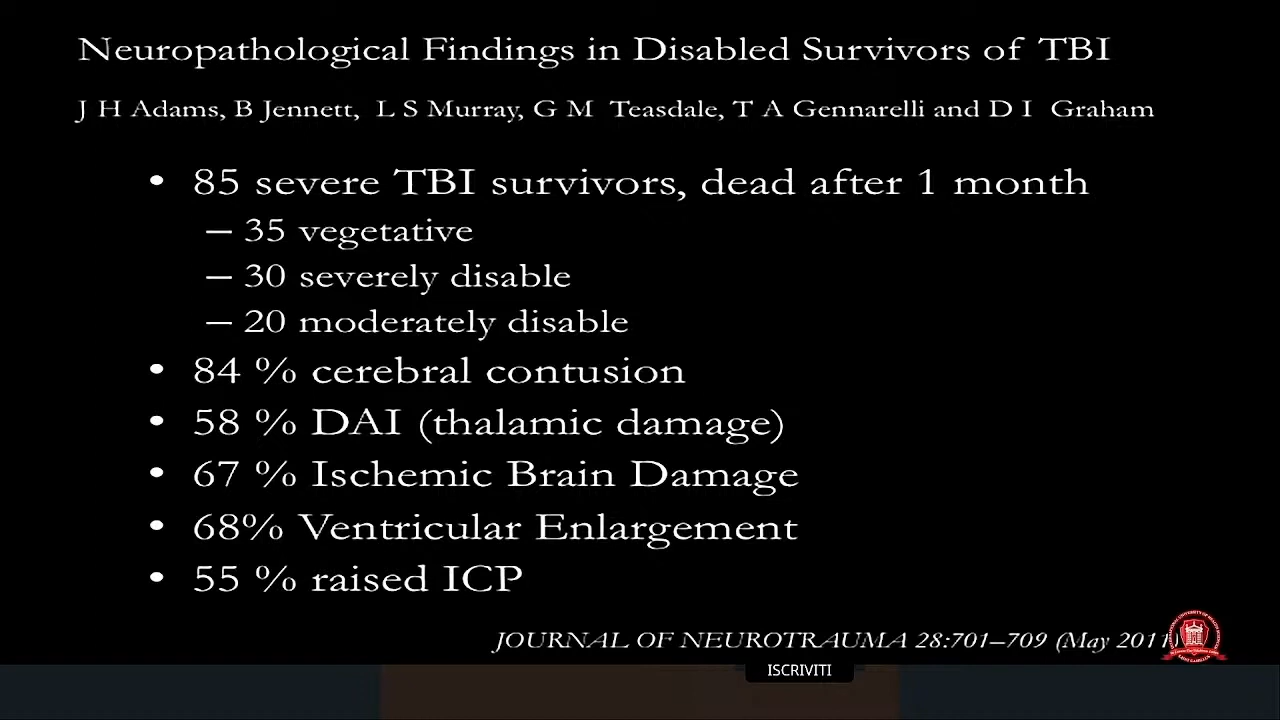 Neuropathological Findings in Disabled Survivors of TBI
J H Adams, B Jennett, L S Murray, G M Teasdale, T A Gennarelli and D I Graham
• 85 severe TBI survivors, dead after 1 month
– 35 vegetative
– 30 severely disable
– 20 moderately disable
• 84 % cerebral contusion
• 58 % DAI (thalamic damage)
• 67 % Ischemic Brain Damage
• 68% Ventricular Enlargement
• 55 % raised ICP
JOURNAL OF NEUROTRAUMA 28:701–709 (May 2011)
ISCRIVITI